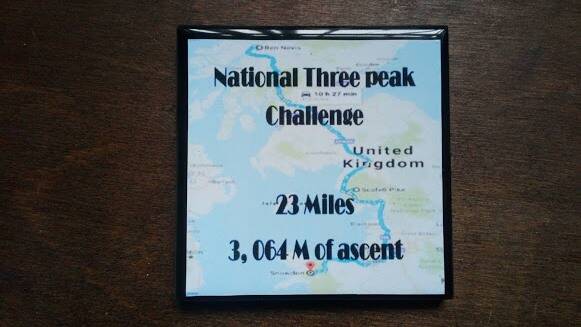 Ben Nevis
National Three peak
10 h 27 min
Challenge
United
Kingdom
Scafell Pike
23 Miles
3, 064 M of ascent
Snowdon